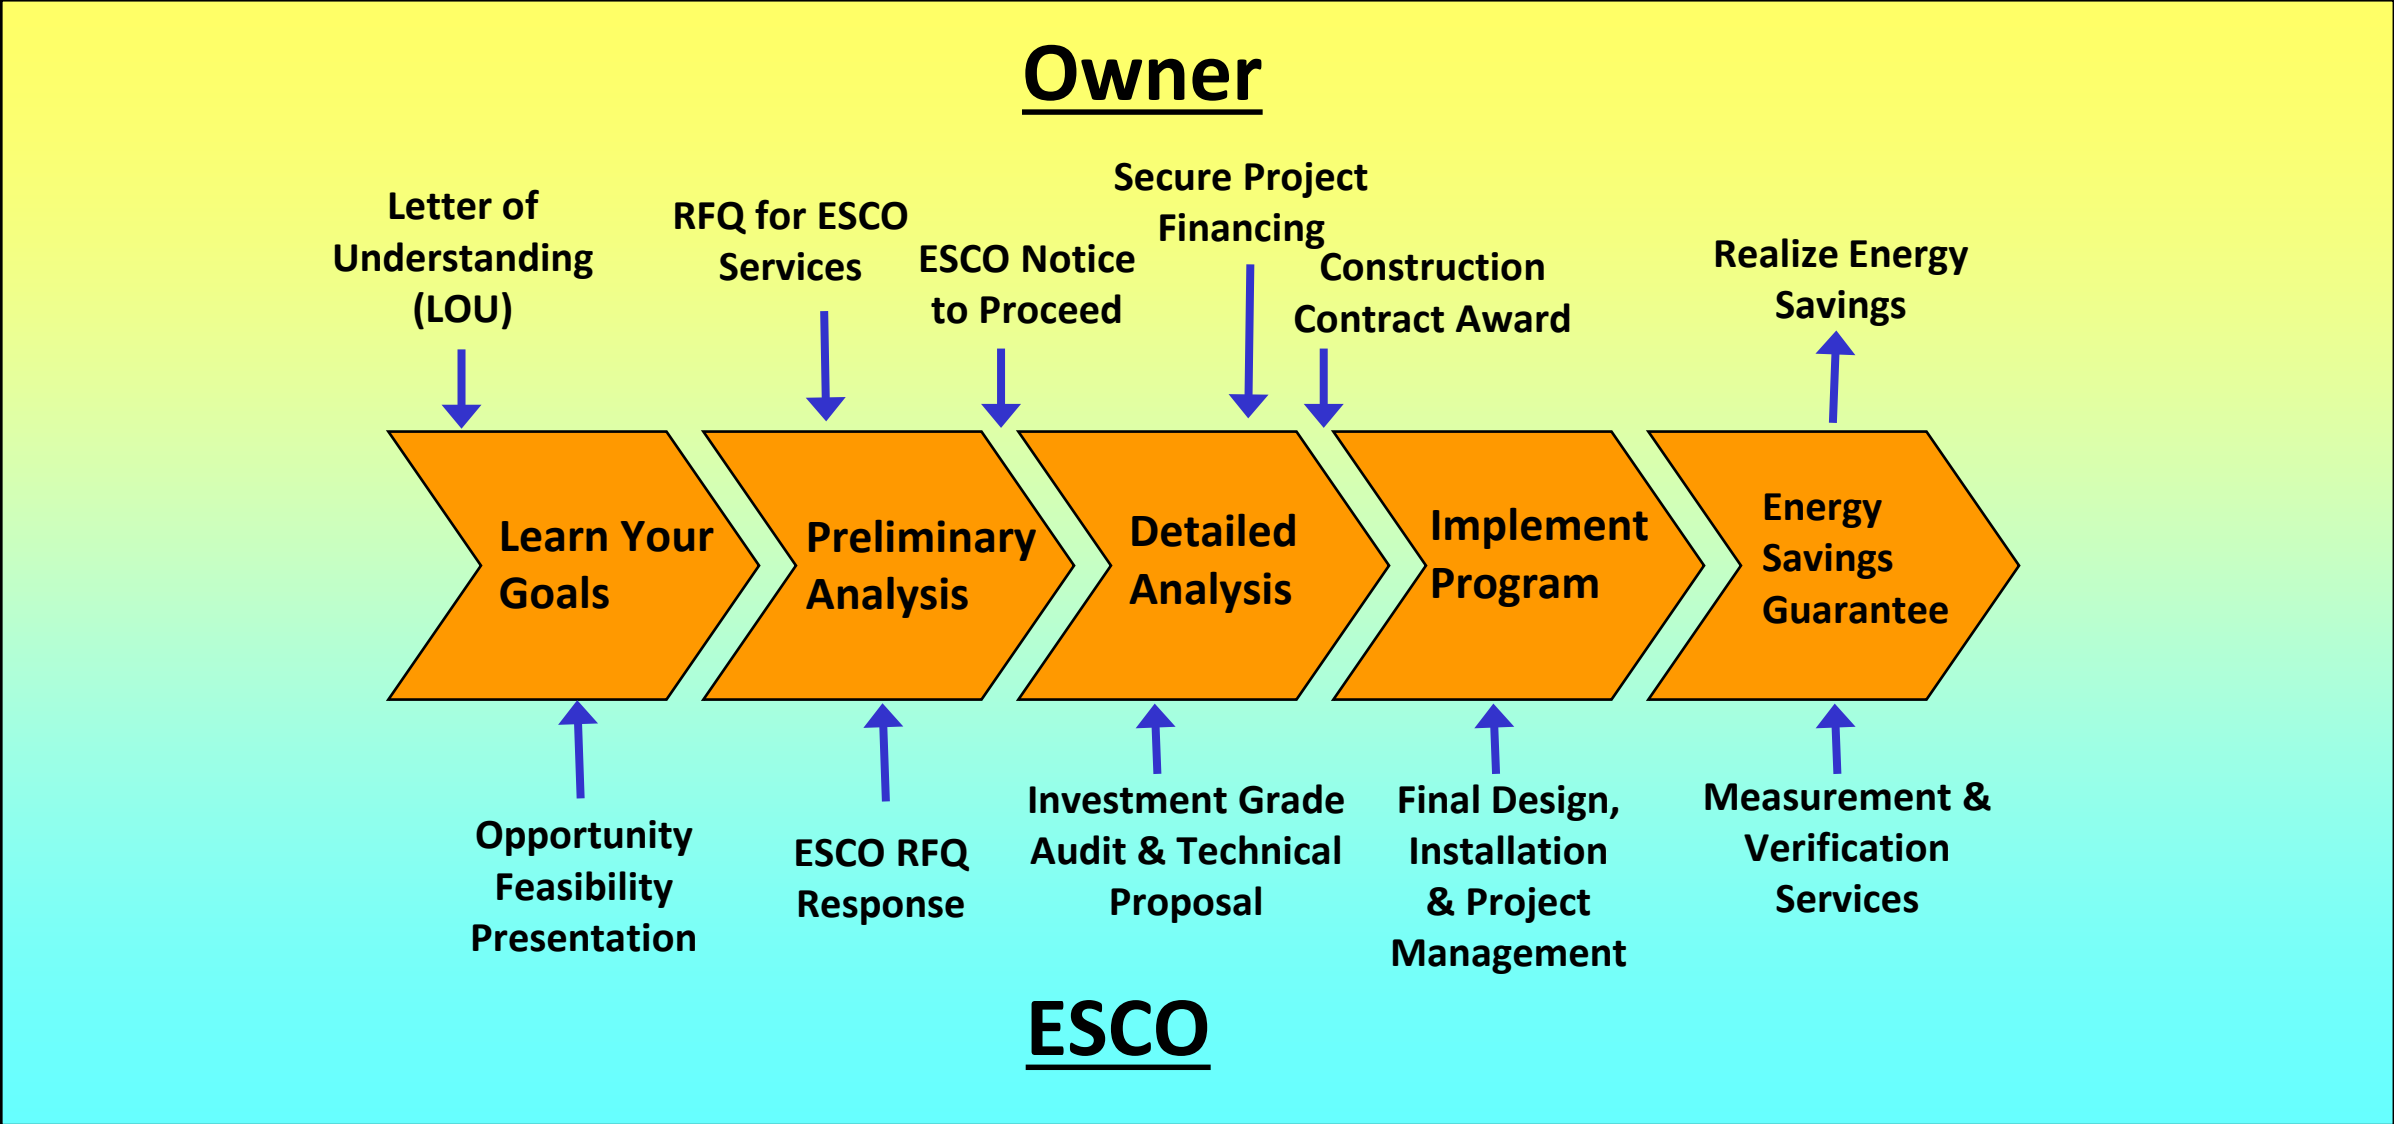 Owner
Letter of
Understanding
(LOU)
RFQ for ESCO
Services
ESCO Notice
to Proceed
Secure Project
Financing
Construction
Contract Award
Realize Energy
Savings
Learn Your
Goals
Preliminary
Analysis
Detailed
Analysis
Implement
Program
Energy
Savings
Guarantee
Opportunity
Feasibility
Presentation
ESCO RFQ
Response
Investment Grade
Audit & Technical
Proposal
Final Design,
Installation
& Project
Management
Measurement &
Verification
Services
ESCO